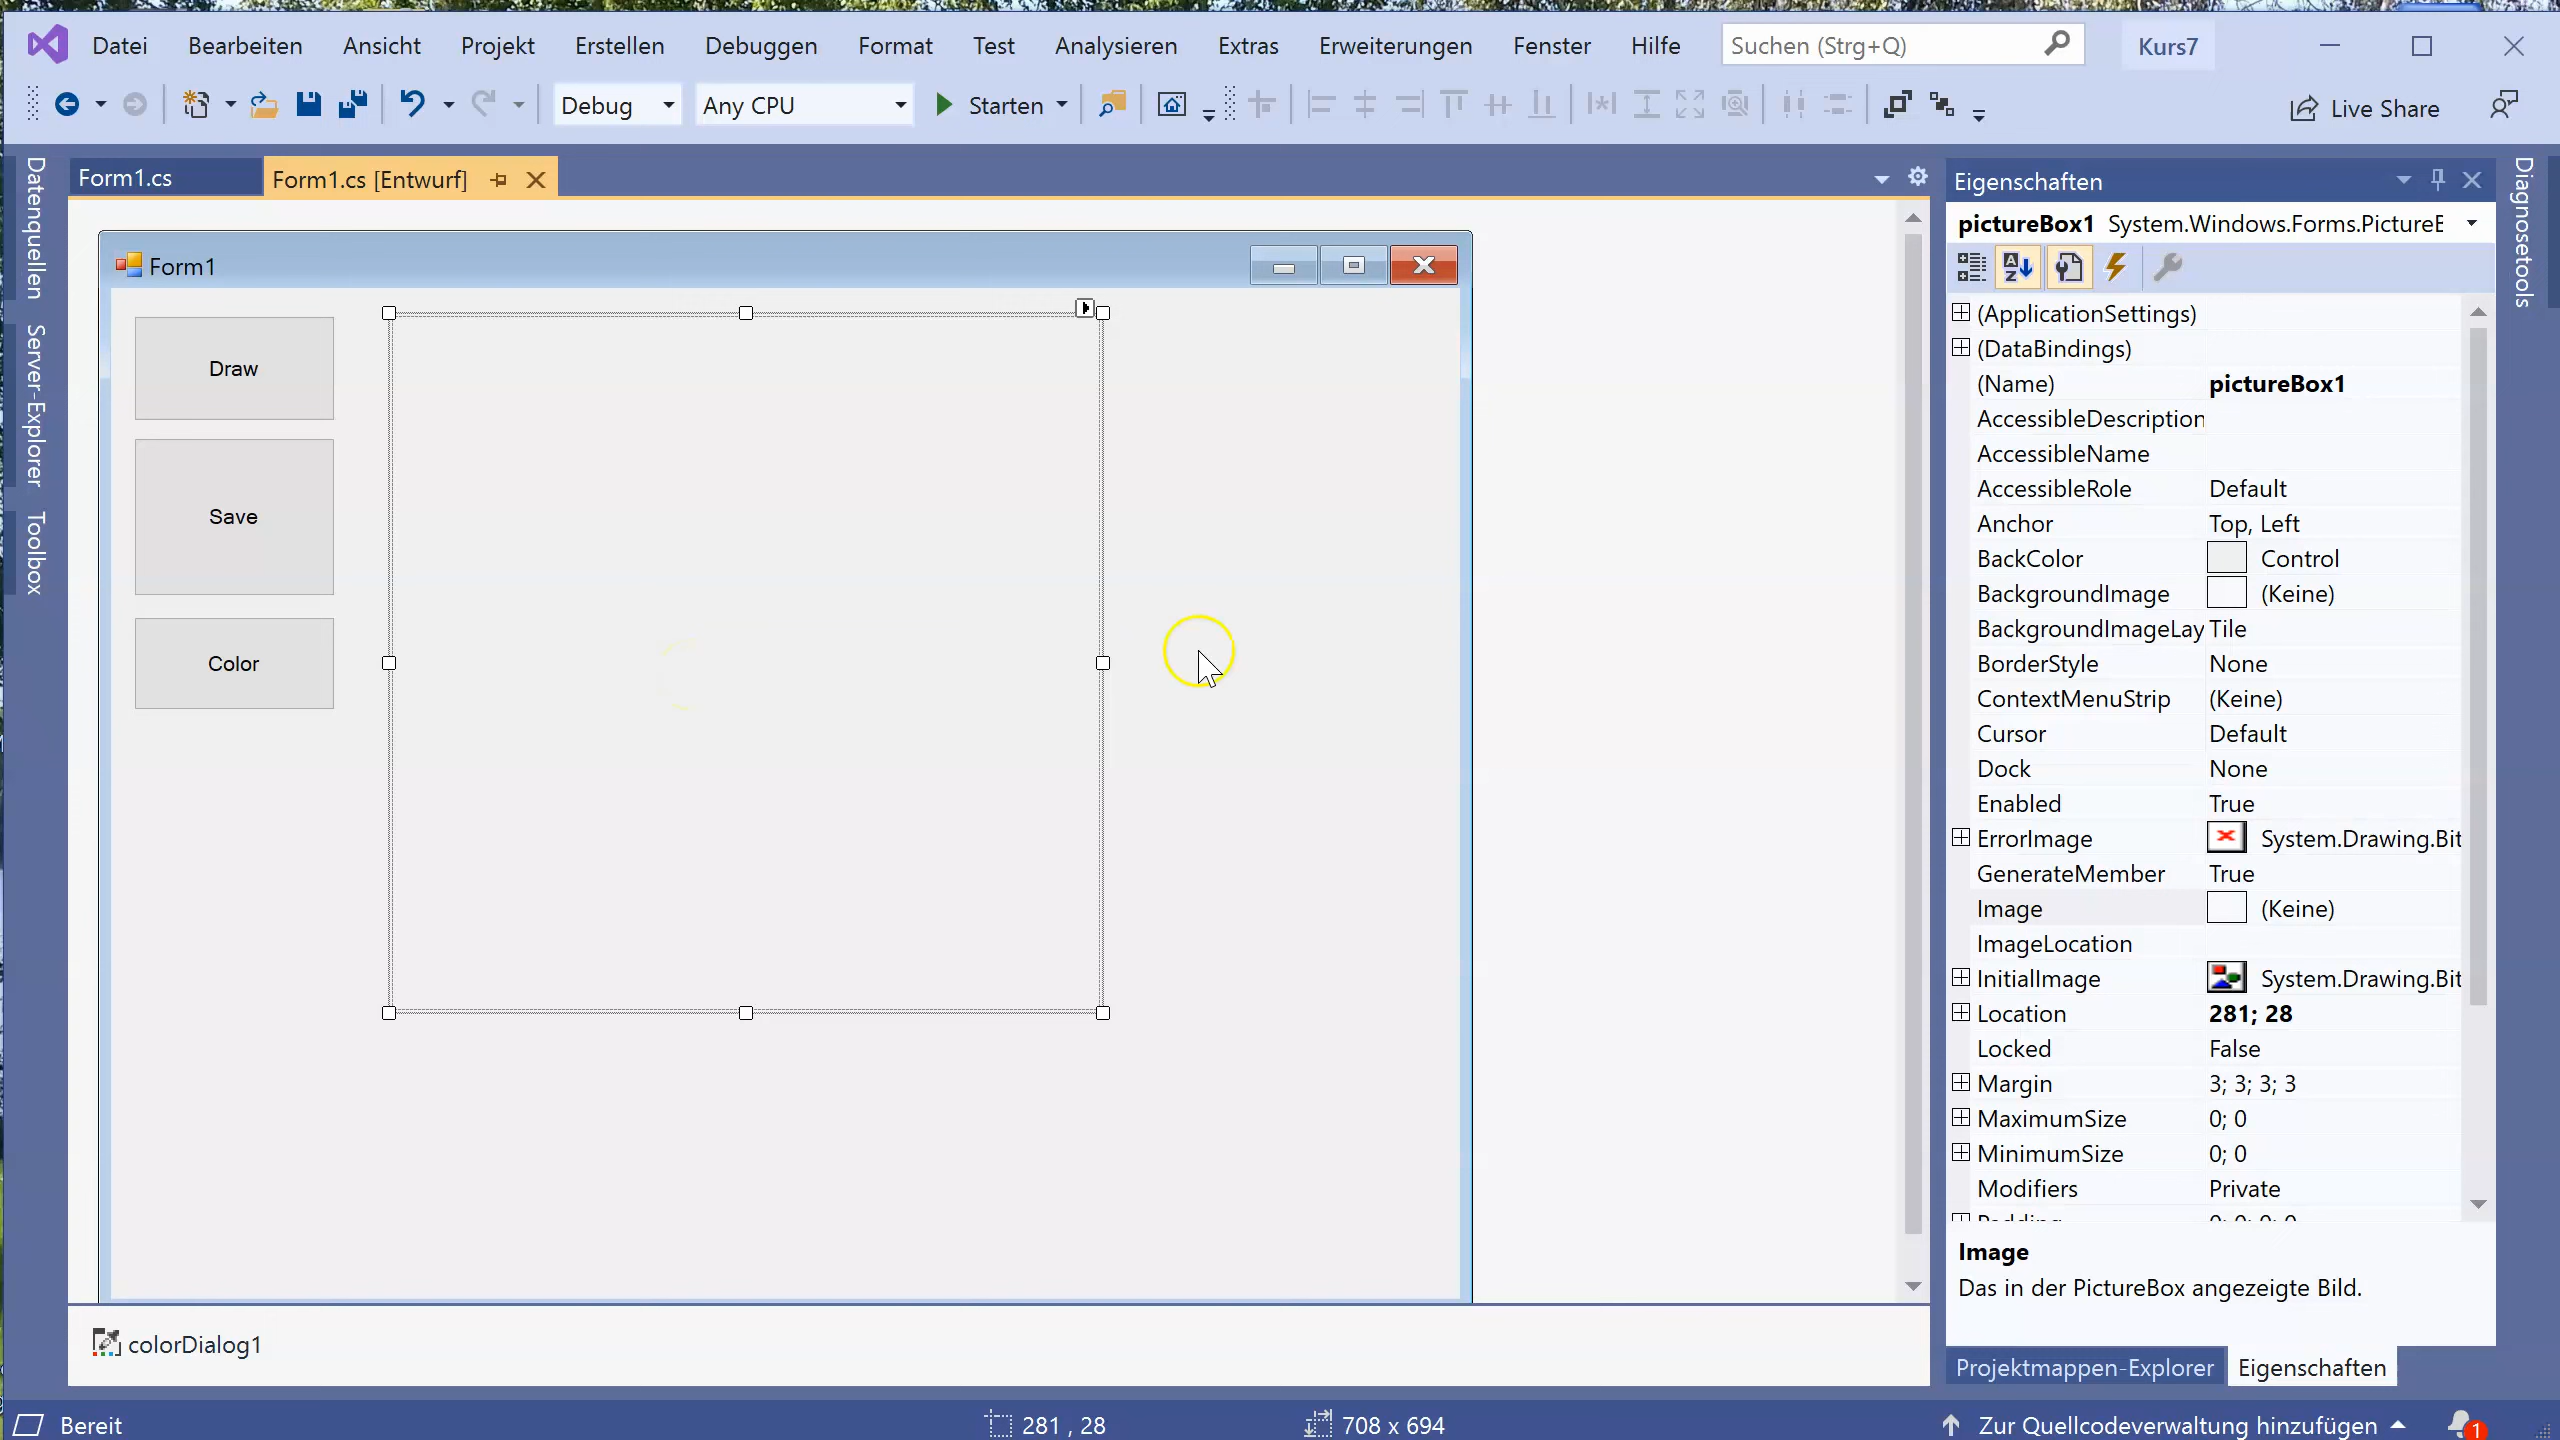 Datei Bearbeiten Ansicht Projekt Erstellen Debuggen Format Test Analysieren Extras Erweiterungen Fenster Hilfe Suchen (Strg+Q) Kurs7
Debug Any CPU Starten Live Share
Datenquellen
Server-Explorer
Toolbox
Form1.cs Form1.cs [Entwurf]
Form1
Draw
Save
Color
colorDialog1
Eigenschaften
pictureBox1 System.Windows.Forms.PictureE
(ApplicationSettings)
(DataBindings)
(Name) pictureBox1
AccessibleDescription
AccessibleName
AccessibleRole Default
Anchor Top, Left
BackColor Control
BackgroundImage (Keine)
BackgroundImageLay Tile
BorderStyle None
ContextMenuStrip (Keine)
Cursor Default
Dock None
Enabled True
ErrorImage System.Drawing.Bit
GenerateMember True
Image (Keine)
ImageLocation
InitialImage System.Drawing.Bit
Location 281; 28
Locked False
Margin 3; 3; 3; 3
MaximumSize 0; 0
MinimumSize 0; 0
Modifiers Private
Image
Das in der PictureBox angezeigte Bild.
Projektmappen-Explorer Eigenschaften
Diagnosetools
Bereit 281 , 28 708 x 694 Zur Quellcodeverwaltung hinzufügen 1